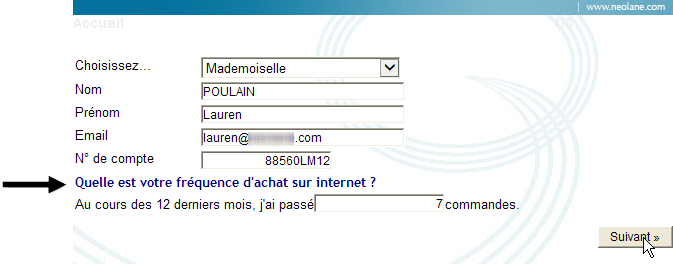 www.neolane.com
Accueil
Choisissez... Mademoiselle
Nom POULAIN
Prénom Lauren
Email lauren@ .com
N° de compte 88560LM12
Quelle est votre fréquence d'achat sur internet ?
Au cours des 12 derniers mois, j'ai passé 7 commandes.
Suivant »